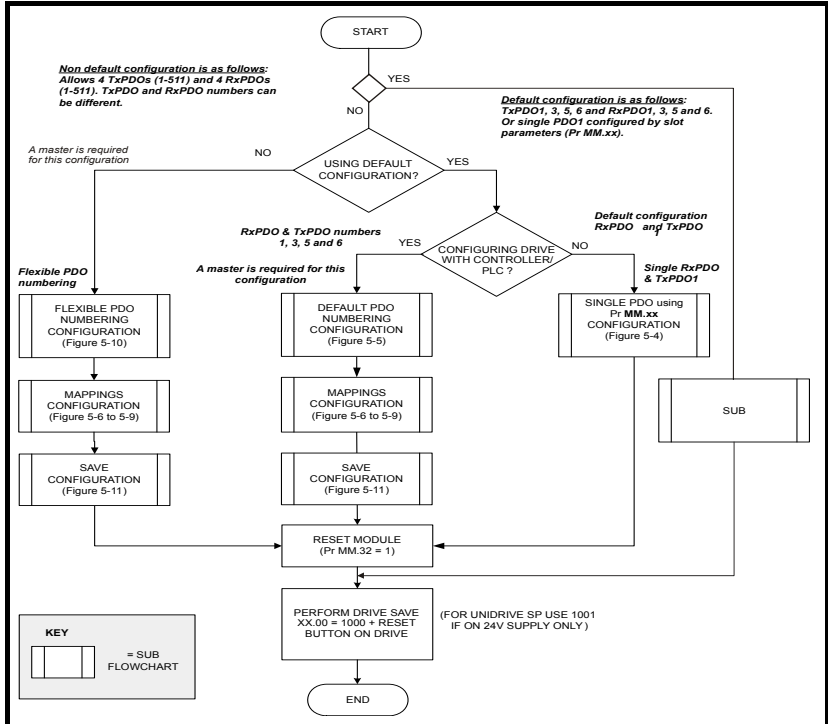 START
Non default configuration is as follows:
Allows 4 TxPDOs (1-511) and 4 RxPDOs
(1-511). TxPDO and RxPDO numbers can
be different.
YES
NO
Default configuration is as follows:
TxPDO1, 3, 5, 6 and RxPDO1, 3, 5 and 6.
Or single PDO1 configured by slot
parameters (Pr MM.xx).
A master is required
for this configuration
NO
USING DEFAULT
CONFIGURATION?
YES
RxPDO & TxPDO numbers
1, 3, 5 and 6
YES
Default configuration
RxPDO and TxPDO
1
CONFIGURING DRIVE
WITH CONTROLLER/
PLC ?
NO
A master is required for this
configuration
Flexible PDO
numbering
Single RxPDO
& TxPDO1
FLEXIBLE PDO
NUMBERING
CONFIGURATION
(Figure 5-10)
DEFAULT PDO
NUMBERING
CONFIGURATION
(Figure 5-5)
SINGLE PDO using
Pr MM.xx
CONFIGURATION
(Figure 5-4)
MAPPINGS
CONFIGURATION
(Figure 5-6 to 5-9)
MAPPINGS
CONFIGURATION
(Figure 5-6 to 5-9)
SUB
SAVE
CONFIGURATION
(Figure 5-11)
SAVE
CONFIGURATION
(Figure 5-11)
RESET MODULE
(Pr MM.32 = 1)
PERFORM DRIVE SAVE
XX.00 = 1000 + RESET
BUTTON ON DRIVE
(FOR UNIDRIVE SP USE 1001
IF ON 24V SUPPLY ONLY )
KEY
= SUB
FLOWCHART
END